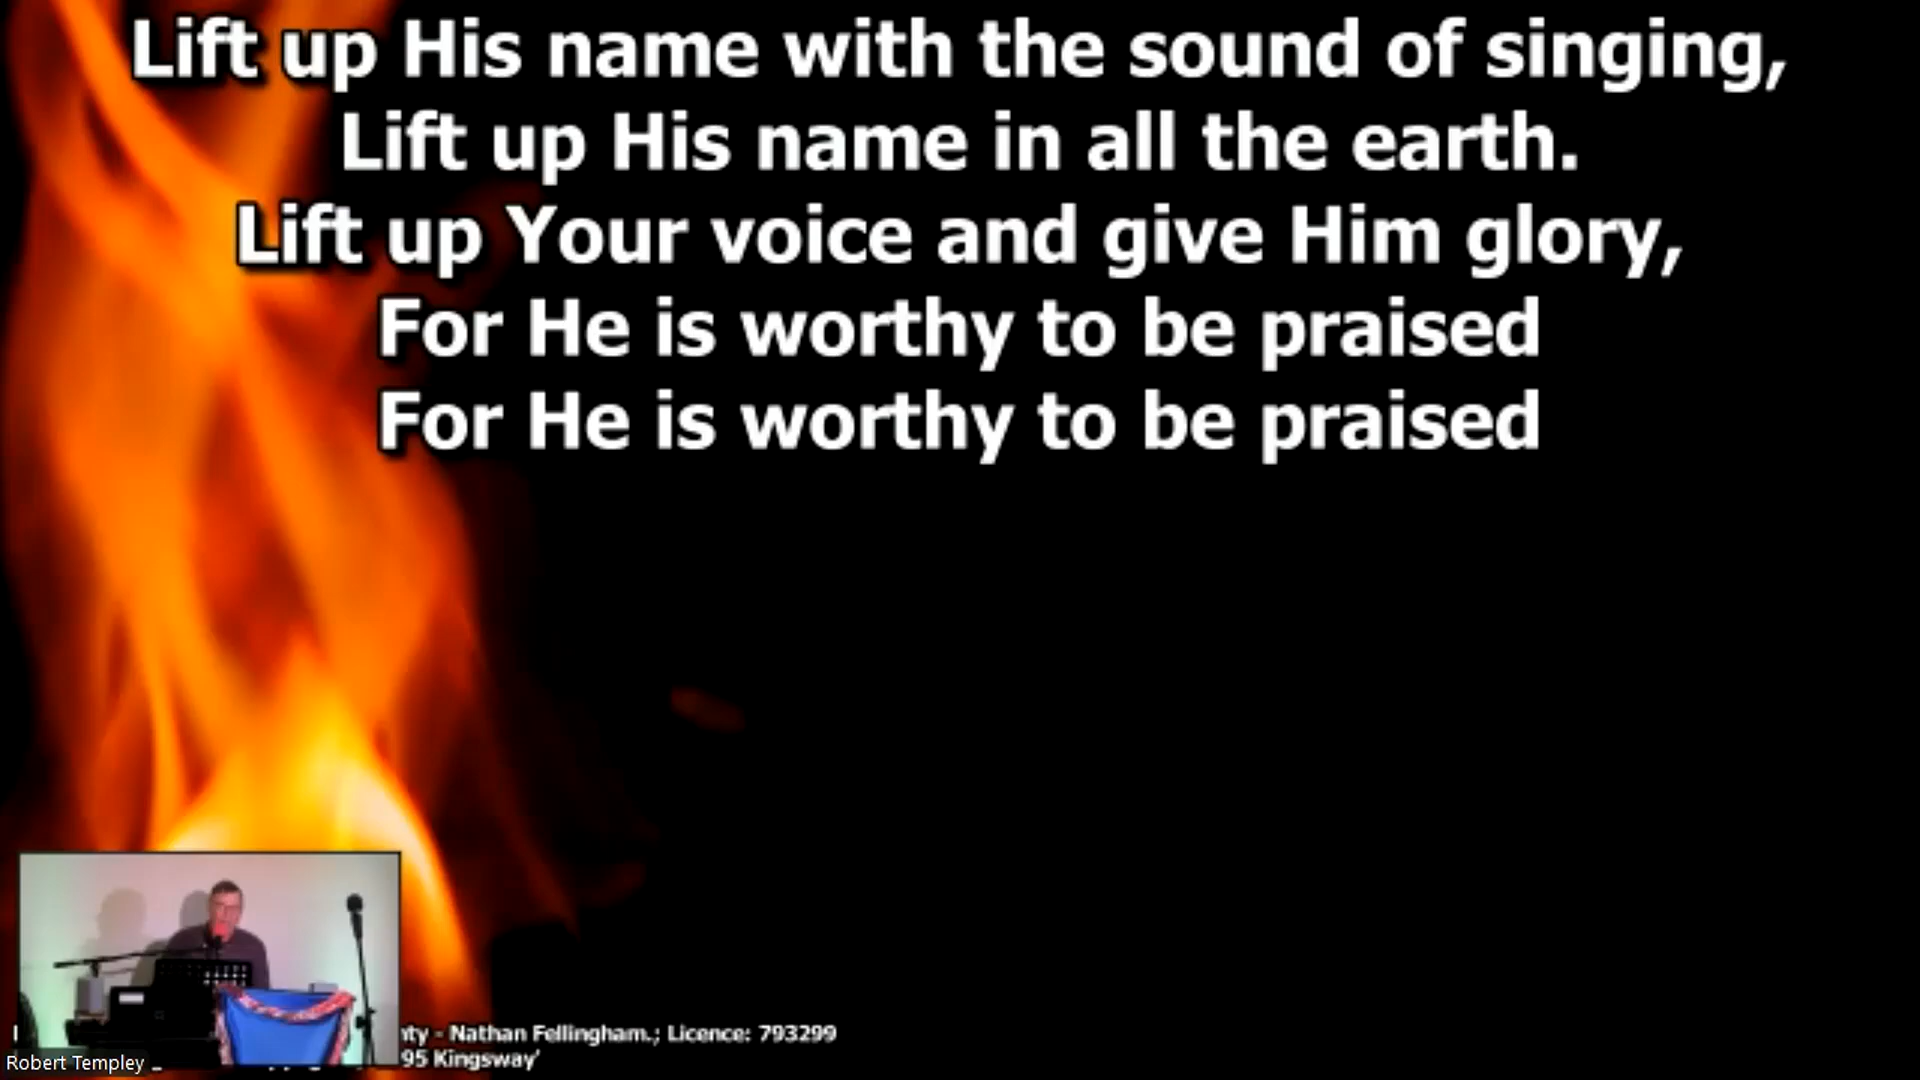 Lift up His name with the sound of singing,
Lift up His name in all the earth.
Lift up Your voice and give Him glory,
For He is worthy to be praised
For He is worthy to be praised
- Nathan Fellingham.; Licence: 793299
95 Kingsway'
Robert Templey